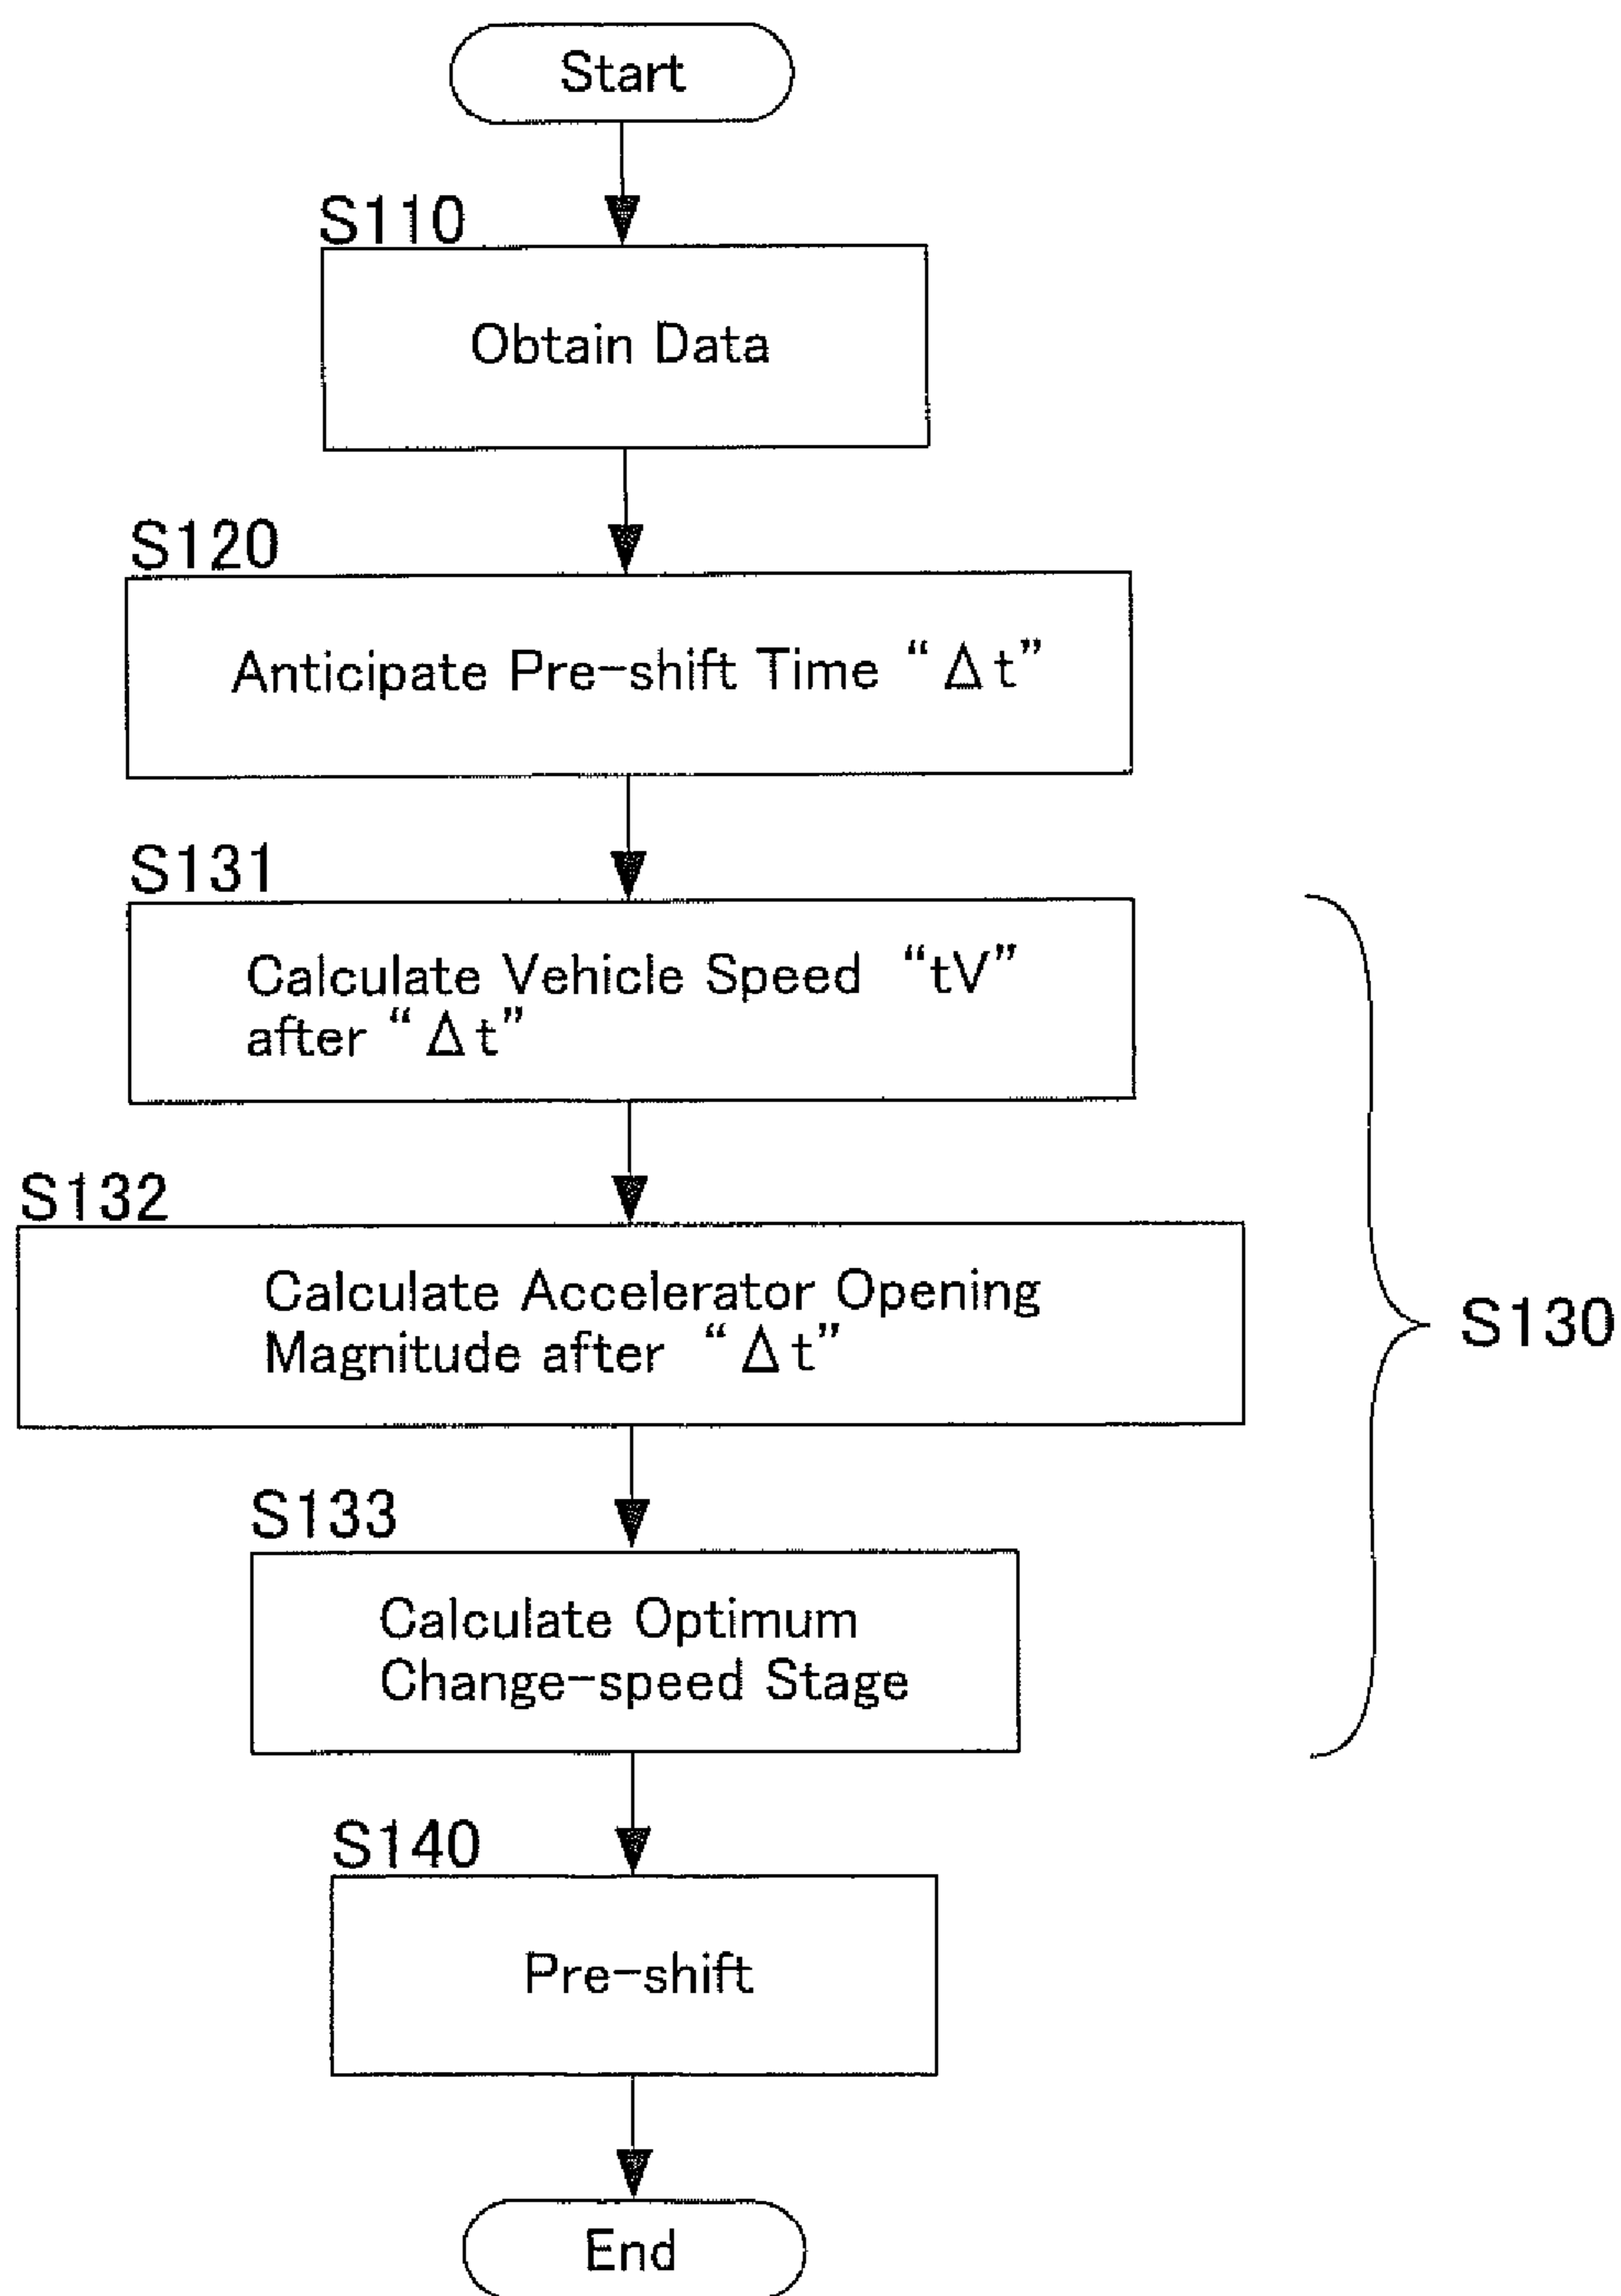 Start
S110
Obtain Data
S120
Anticipate Pre-shift Time “Δt”
S131
Calculate Vehicle Speed “tV”
after “Δt”
S132
Calculate Accelerator Opening
Magnitude after “Δt”
S130
S133
Calculate Optimum
Change-speed Stage
S140
Pre-shift
End